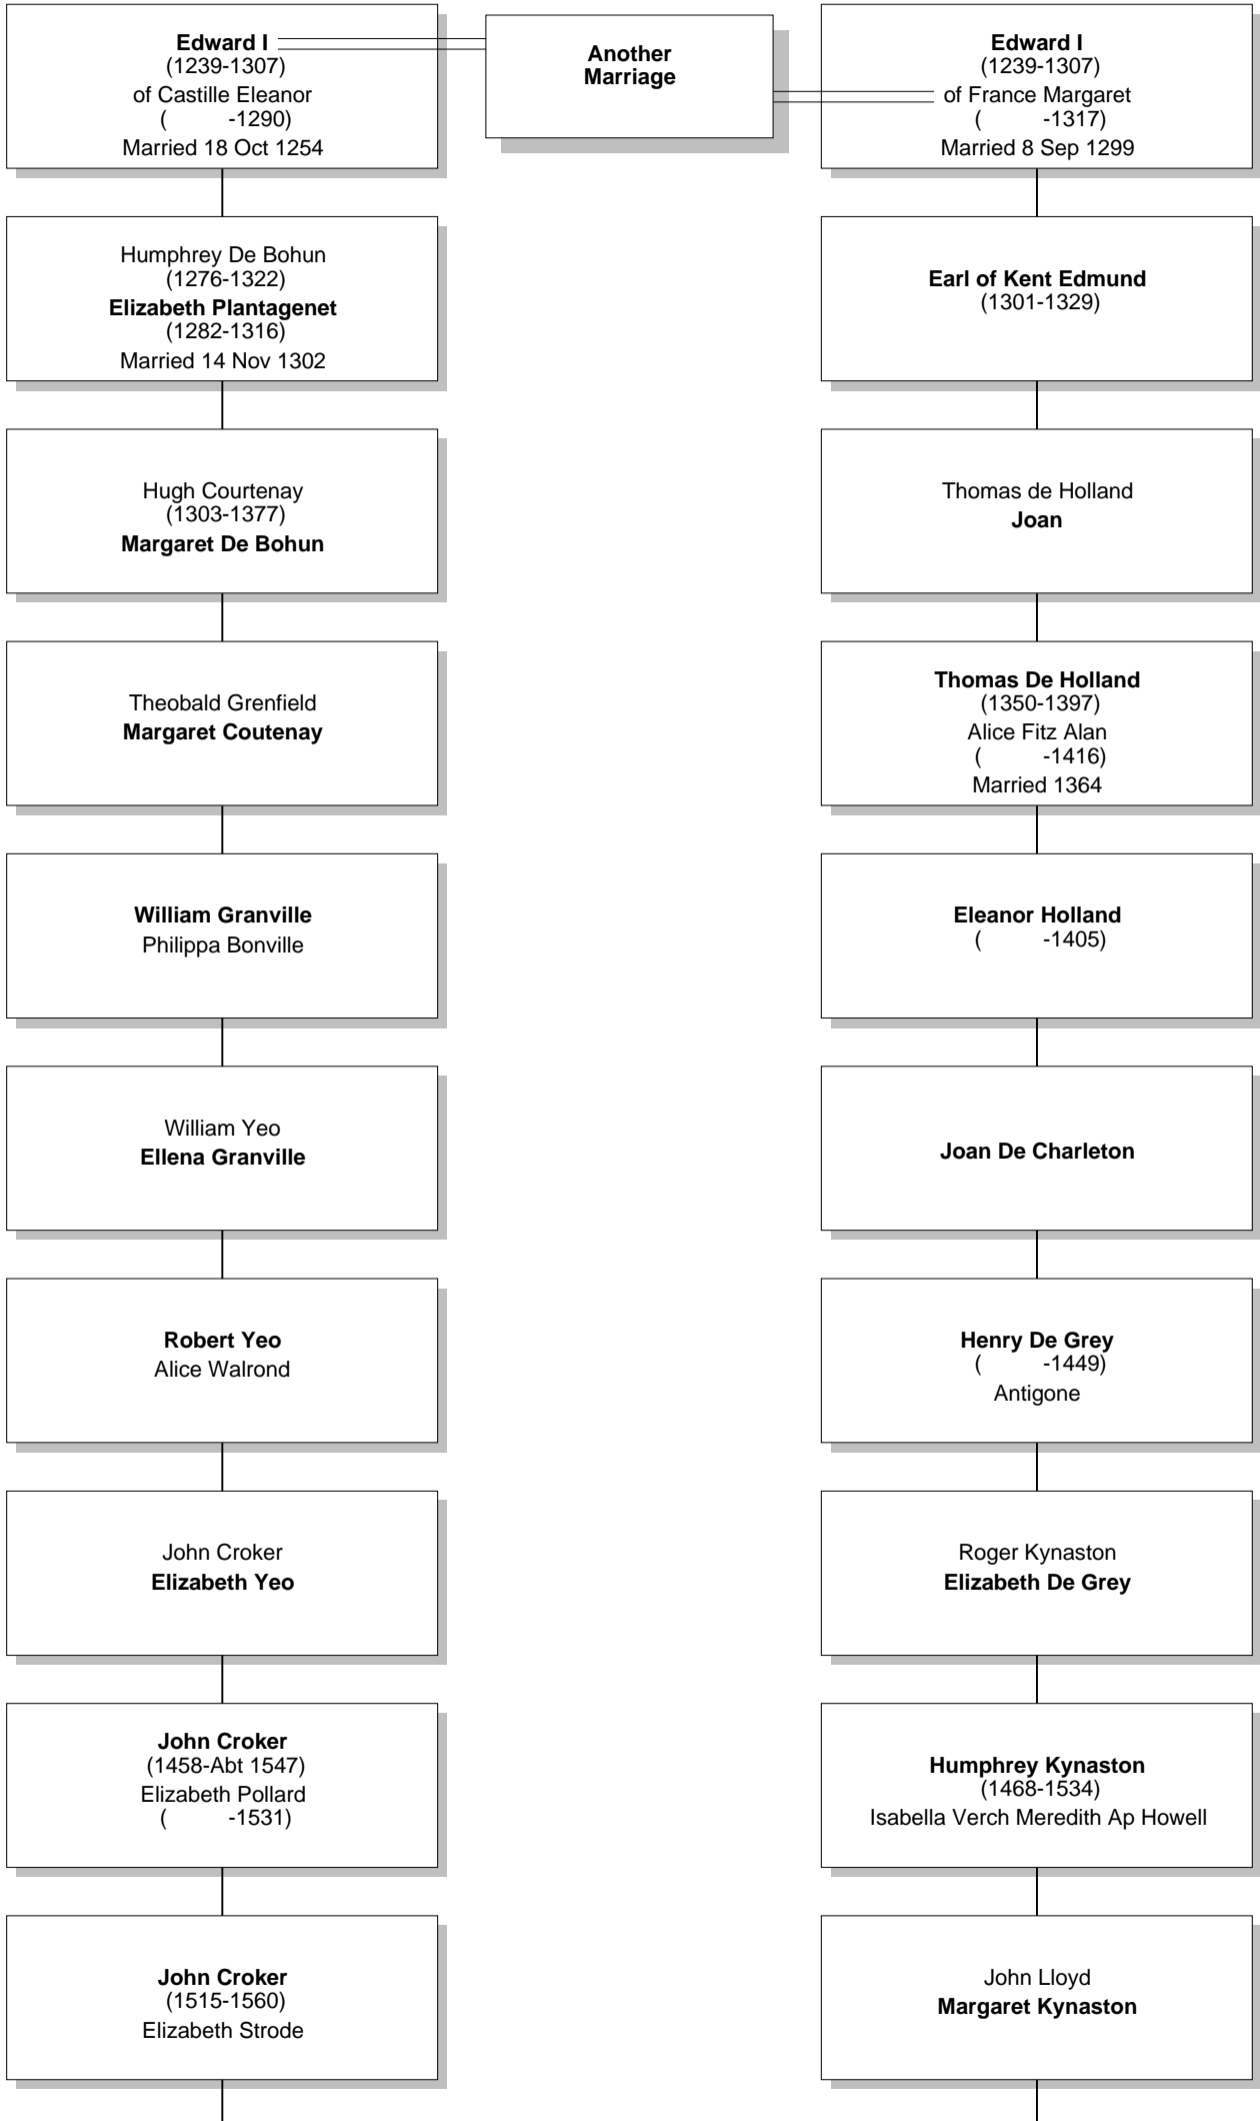 Edward I
(1239-1307)
of Castille Eleanor
( -1290)
Married 18 Oct 1254
Another
Marriage
Edward I
(1239-1307)
of France Margaret
( -1317)
Married 8 Sep 1299
Humphrey De Bohun
(1276-1322)
Elizabeth Plantagenet
(1282-1316)
Married 14 Nov 1302
Earl of Kent Edmund
(1301-1329)
Hugh Courtenay
(1303-1377)
Margaret De Bohun
Thomas de Holland
Joan
Theobald Grenfield
Margaret Coutenay
Thomas De Holland
(1350-1397)
Alice Fitz Alan
( -1416)
Married 1364
William Granville
Philippa Bonville
Eleanor Holland
( -1405)
William Yeo
Ellena Granville
Joan De Charleton
Robert Yeo
Alice Walrond
Henry De Grey
( -1449)
Antigone
John Croker
Elizabeth Yeo
Roger Kynaston
Elizabeth De Grey
John Croker
(1458-Abt 1547)
Elizabeth Pollard
( -1531)
Humphrey Kynaston
(1468-1534)
Isabella Verch Meredith Ap Howell
John Croker
(1515-1560)
Elizabeth Strode
John Lloyd
Margaret Kynaston